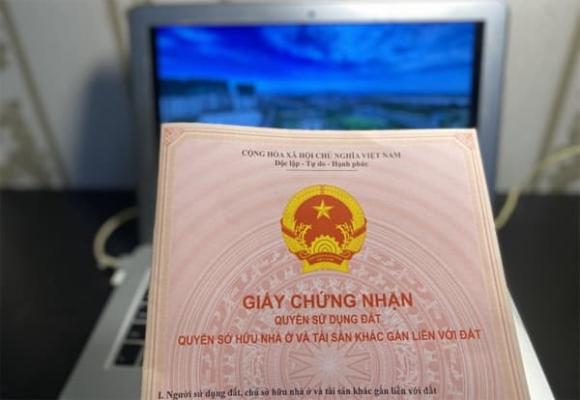 CỘNG HÒA XÃ HỘI CHỦ NGHĨA VIỆT NAM
Độc lập - Tự do - Hạnh phúc
GIẤY CHỨNG NHẬN
QUYỀN SỬ DỤNG ĐẤT
QUYỀN SỞ HỮU NHÀ Ở VÀ TÀI SẢN KHÁC GẮN LIỀN VỚI ĐẤT
I. Người sử dụng đất, chủ sở hữu nhà ở và tài sản khác gắn liền với đất